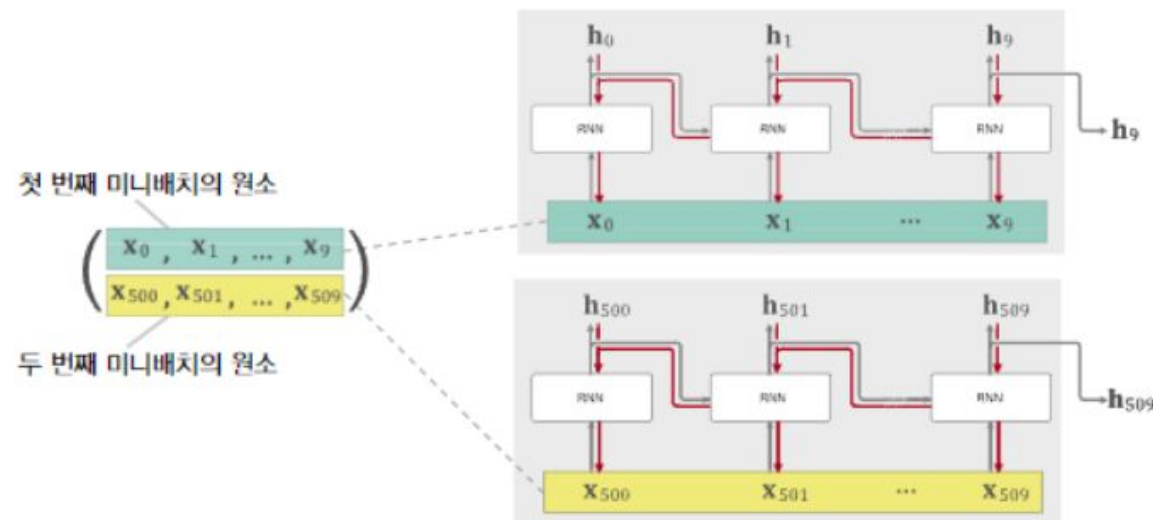 첫 번째 미니배치의 원소
x0 , x1 , ... , x9
x500 , x501 , ... , x509
두 번째 미니배치의 원소
h0 h1 h9
RNN RNN RNN
h9
x0 x1 ... x9
h500 h501 h509
RNN RNN RNN
h509
x500 x501 ... x509